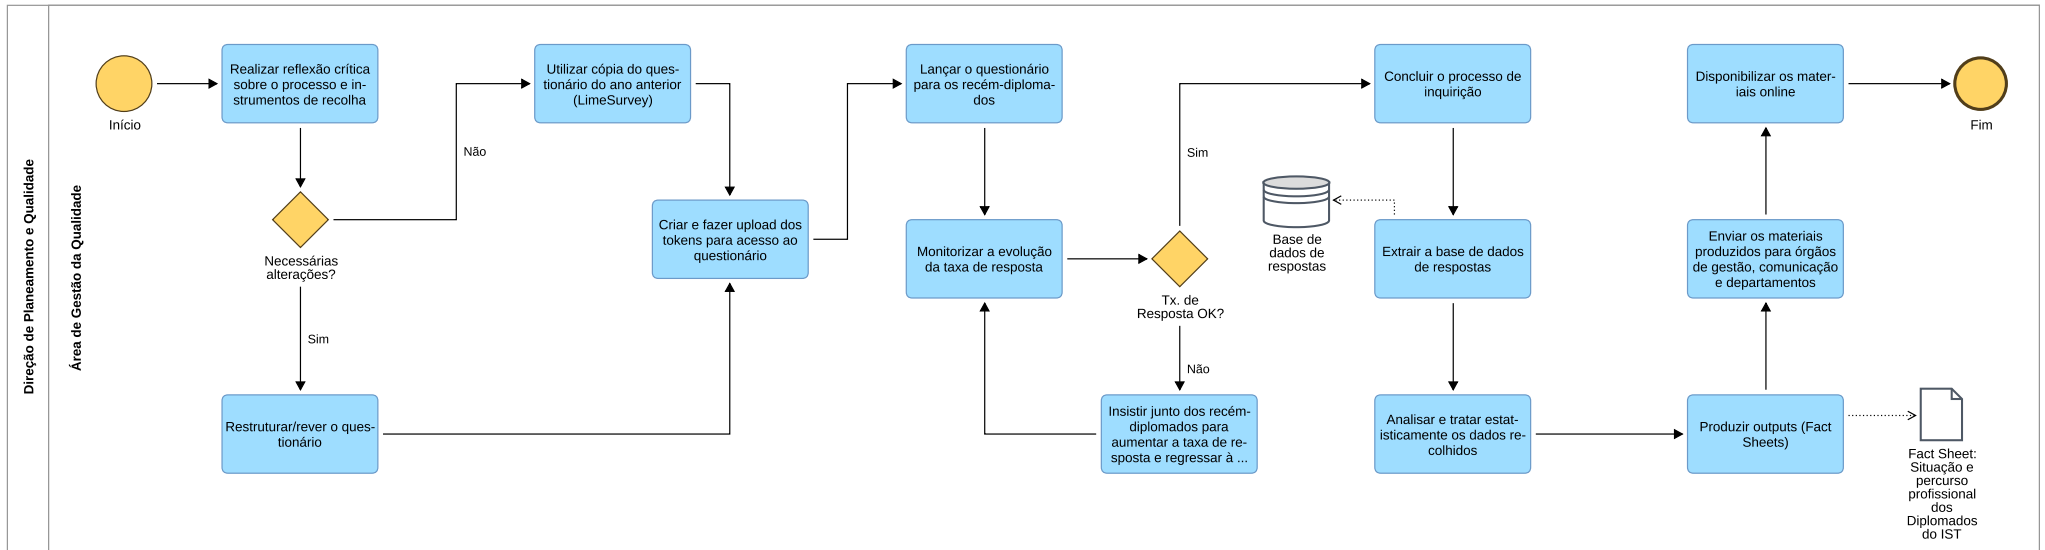 Direção de Planeamento e Qualidade
Área de Gestão da Qualidade
Início
Realizar reflexão crítica
sobre o processo e in-
strumentos de recolha
Necessárias
alterações?
Não
Sim
Utilizar cópia do ques-
tionário do ano anterior
(LimeSurvey)
Restruturar/rever o ques-
tionário
Criar e fazer upload dos
tokens para acesso ao
questionário
Lançar o questionário
para os recém-diploma-
dos
Monitorizar a evolução
da taxa de resposta
Tx. de
Resposta OK?
Sim
Não
Insistir junto dos recém-
diplomados para
aumentar a taxa de re-
sposta e regressar à ...
Concluir o processo de
inquirição
Extrair a base de dados
de respostas
Base de
dados de
respostas
Analisar e tratar estat-
isticamente os dados re-
colhidos
Produzir outputs (Fact
Sheets)
Fact Sheet:
Situação e
percurso
profissional
dos
Diplomados
do IST
Enviar os materiais
produzidos para órgãos
de gestão, comunicação
e departamentos
Disponibilizar os mater-
iais online
Fim